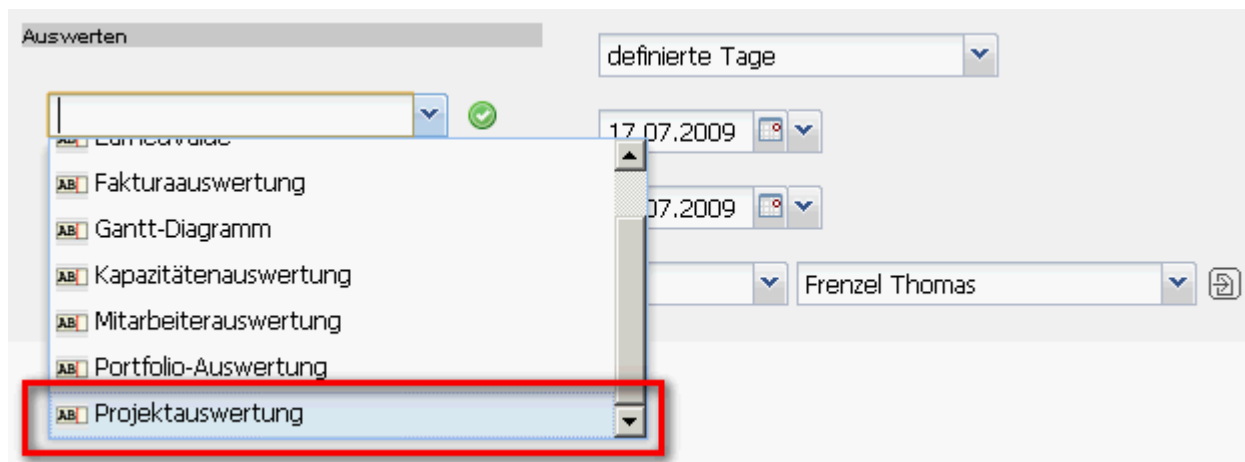 Auswerten
definierte Tage
17.07.2009
07.2009
Fakturaauswertung
Gantt-Diagramm
Kapazitätenauswertung
Frenzel Thomas
Mitarbeiterauswertung
Portfolio-Auswertung
Projektauswertung